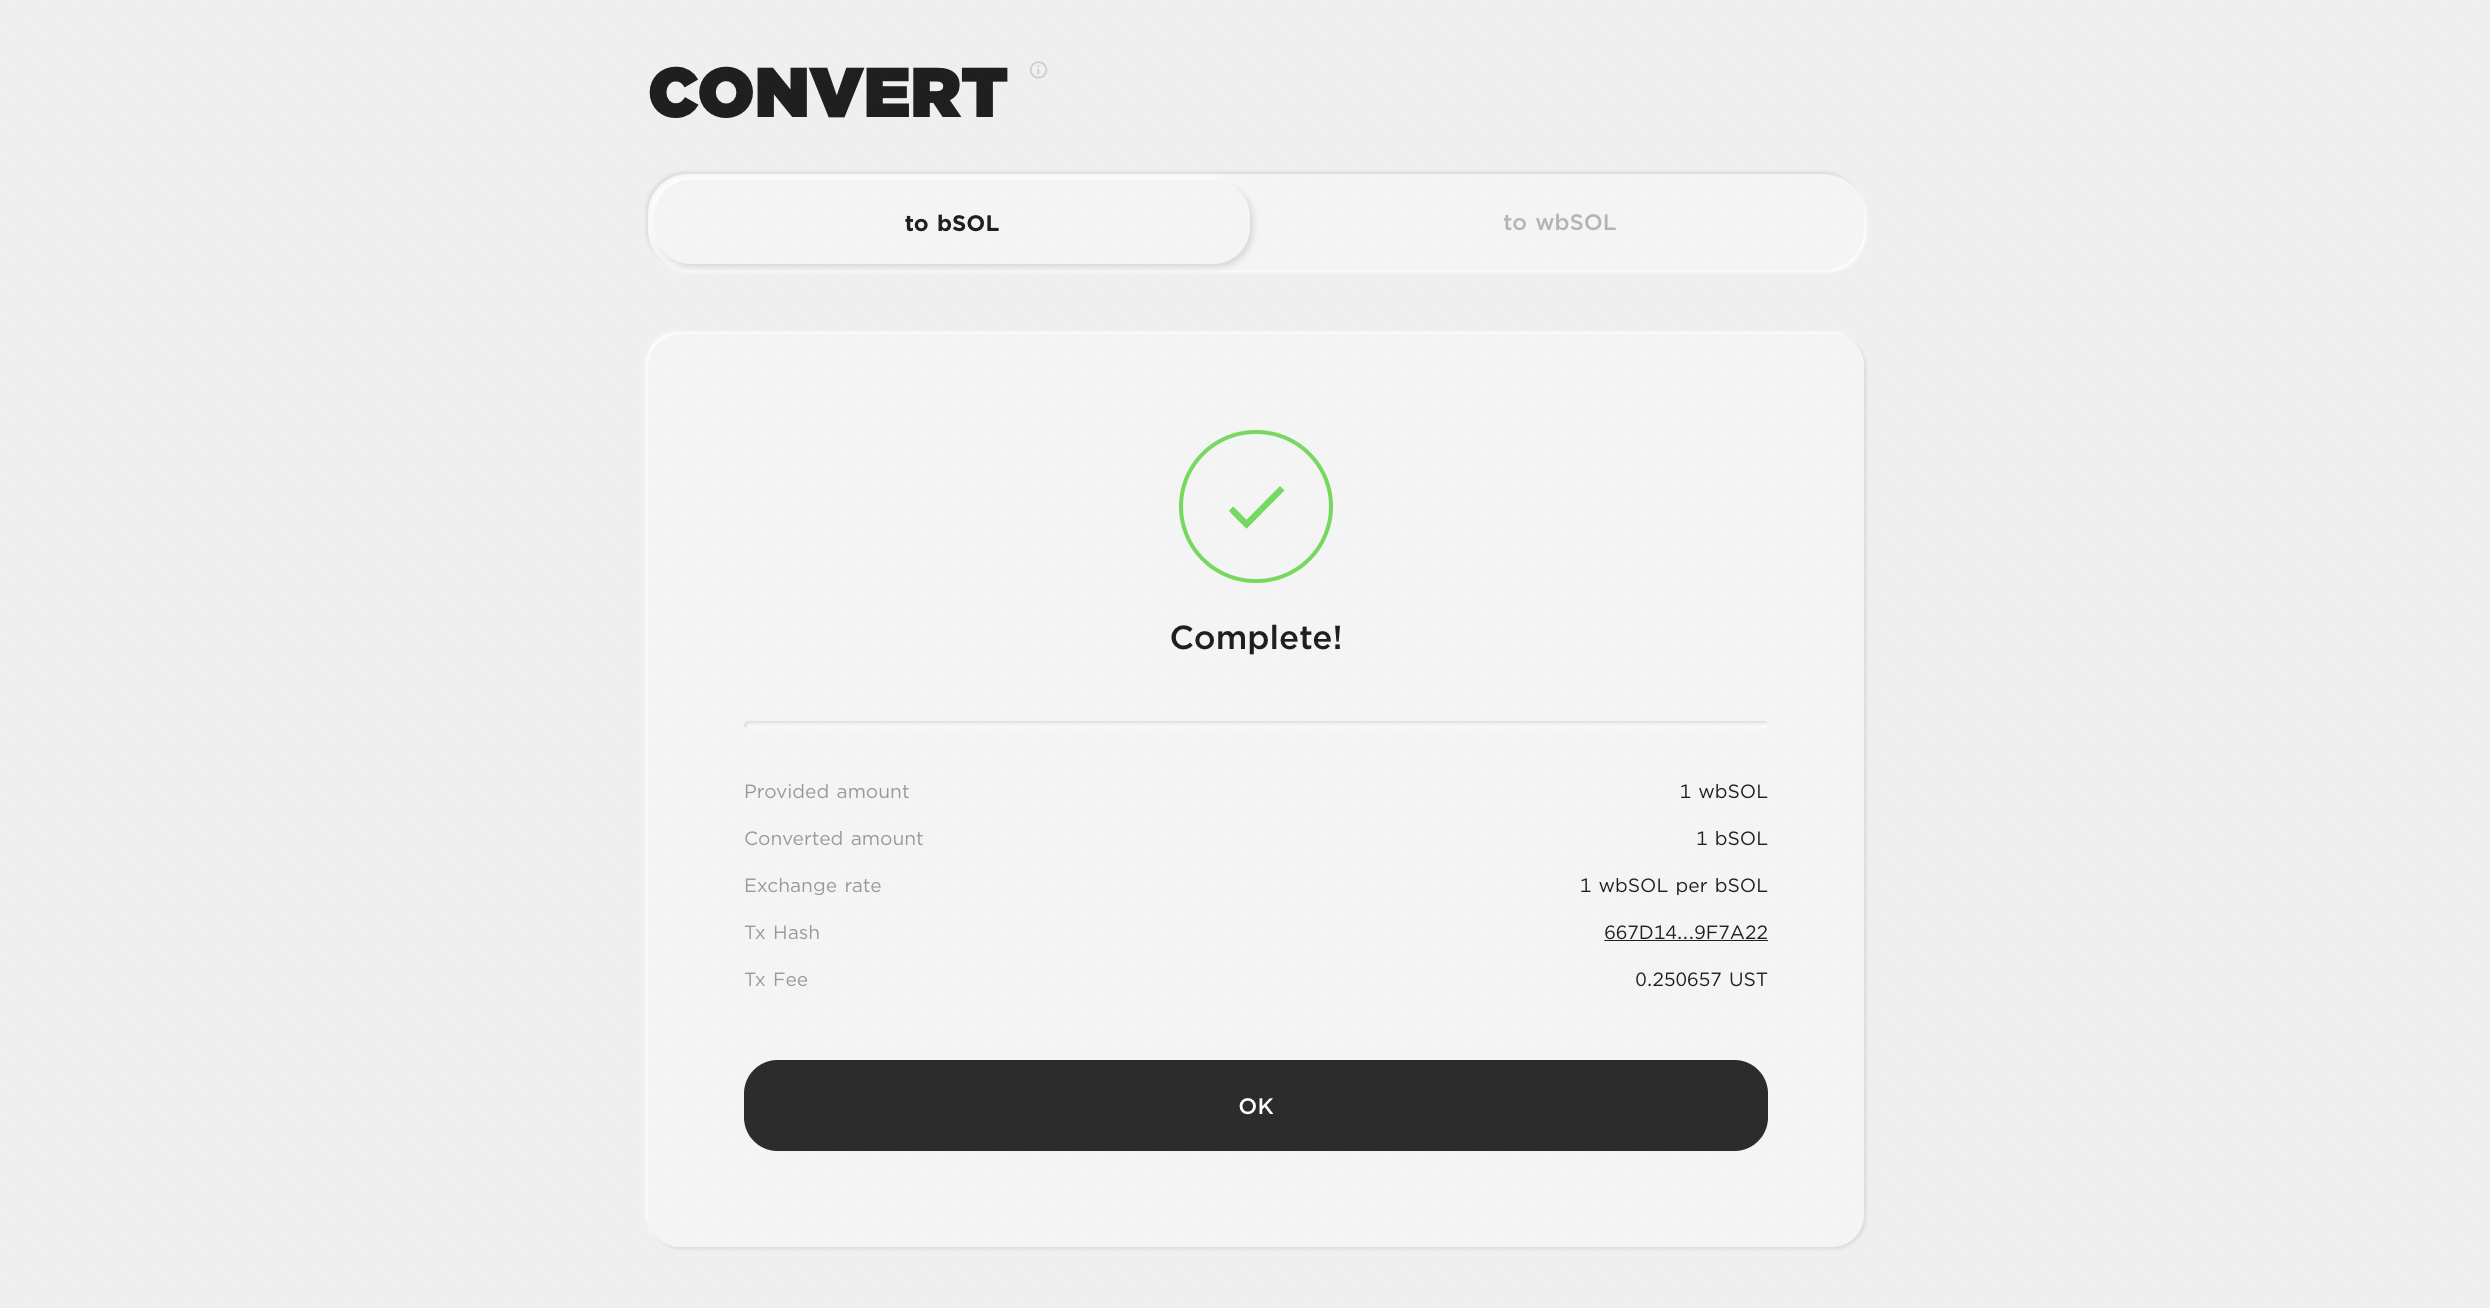 CONVERT
to bSOL
to wbSOL
Complete!
Provided amount 1 wbSOL
Converted amount 1 bSOL
Exchange rate 1 wbSOL per bSOL
Tx Hash 667D14...9F7A22
Tx Fee 0.250657 UST
OK